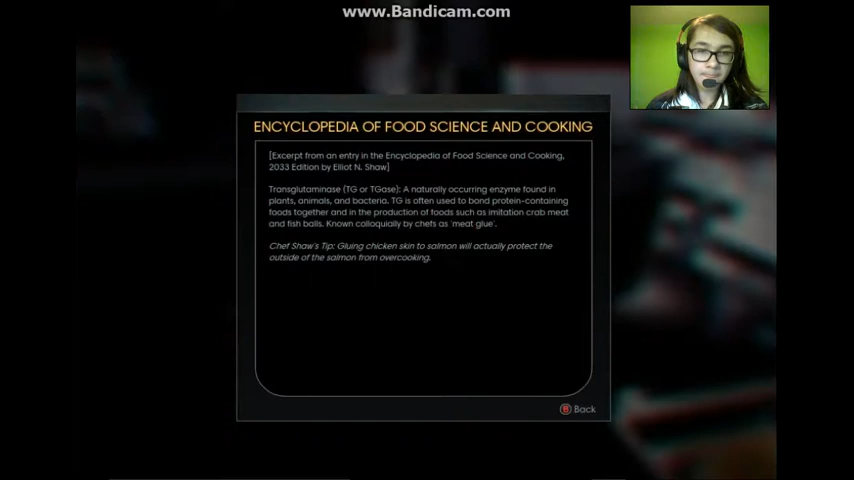 www.Bandicam.com
ENCYCLOPEDIA OF FOOD SCIENCE AND COOKING
[Excerpt from an entry in the Encyclopedia of Food Science and Cooking,
2033 Edition by Elliot N. Shaw]
Transglutaminase (TG or TGase): A naturally occurring enzyme found in
plants, animals, and bacteria. TG is often used to bond protein-containing
foods together and in the production of foods such as imitation crab meat
and fish balls. Known colloquially by chefs as 'meat glue'.
Chef Shaw's Tip: Gluing chicken skin to salmon will actually protect the
outside of the salmon from overcooking.
B Back